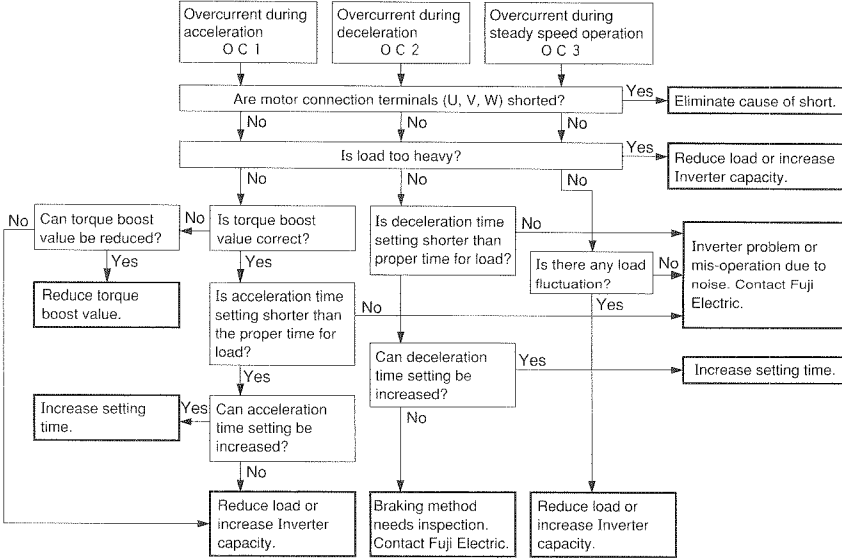 Overcurrent during
acceleration
O C 1
Overcurrent during
deceleration
O C 2
Overcurrent during
steady speed operation
O C 3
Are motor connection terminals (U, V, W) shorted?
Yes
Eliminate cause of short.
No
No
No
Is load too heavy?
Yes
Reduce load or increase
Inverter capacity.
No
No
No
No
Can torque boost
value be reduced?
No
Is torque boost
value correct?
Is deceleration time
setting shorter than
proper time for load?
No
Inverter problem or
mis-operation due to
noise. Contact Fuji
Electric.
Is there any load
fluctuation?
No
Yes
Yes
Yes
Reduce torque
boost value.
Is acceleration time
setting shorter than
the proper time for
load?
No
Can deceleration
time setting be
increased?
Yes
Increase setting time.
Yes
Increase setting
time.
Yes
Can acceleration
time setting be
increased?
No
No
Reduce load or
increase Inverter
capacity.
Braking method
needs inspection.
Contact Fuji Electric.
Reduce load or
increase Inverter
capacity.